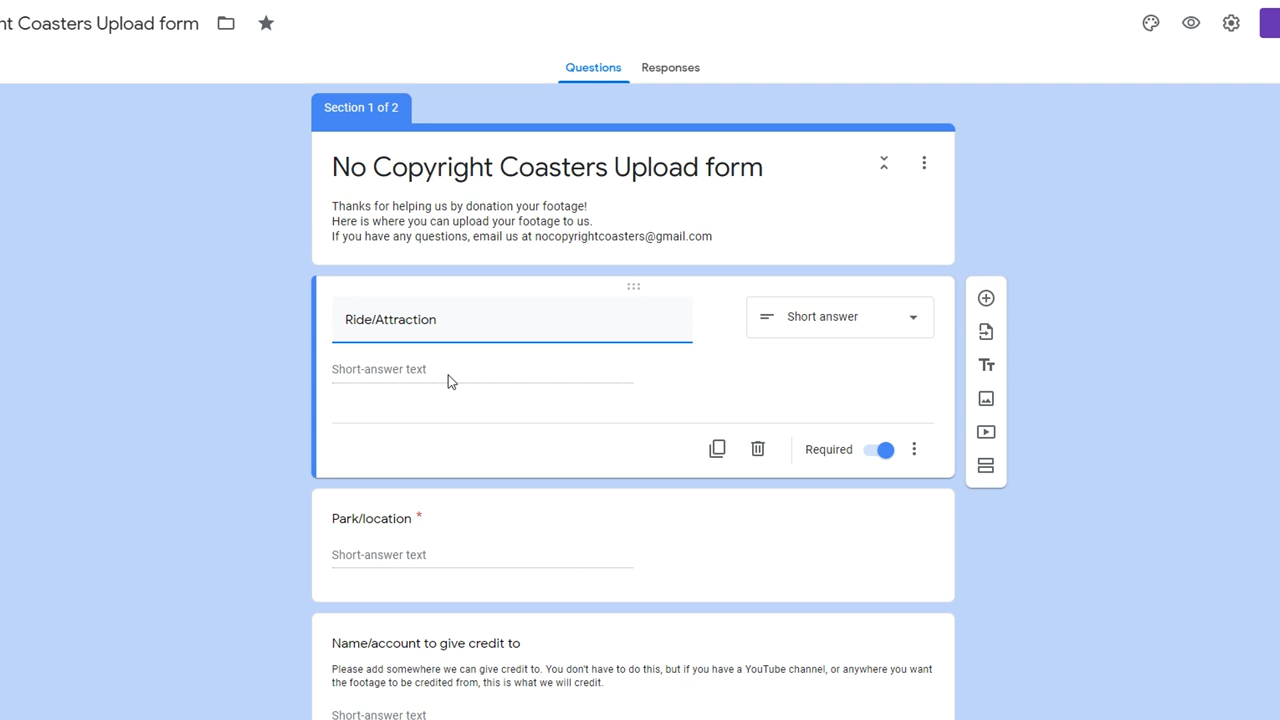 nt Coasters Upload form
Questions
Responses
Section 1 of 2
No Copyright Coasters Upload form
Thanks for helping us by donation your footage!
Here is where you can upload your footage to us.
If you have any questions, email us at nocopyrightcoasters@gmail.com
Ride/Attraction
Short answer
Short-answer text
Required
Tт
Park/location *
Short-answer text
Name/account to give credit to
Please add somewhere we can give credit to. You don't have to do this, but if you have a YouTube channel, or anywhere you want
the footage to be credited from, this is what we will credit.
Short-answer text